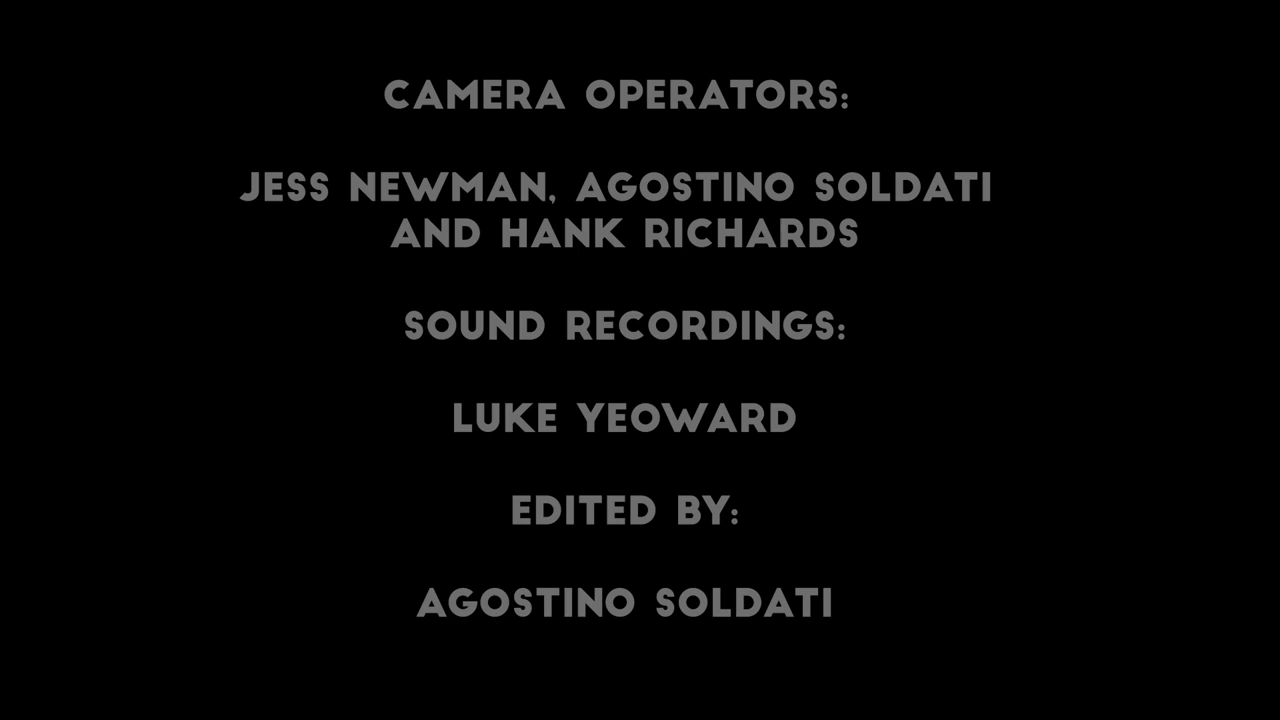 CAMERA OPERATORS:
JESS NEWMAN, AGOSTINO SOLDATI
AND HANK RICHARDS
SOUND RECORDINGS:
LUKE YEOWARD
EDITED BY:
AGOSTINO SOLDATI